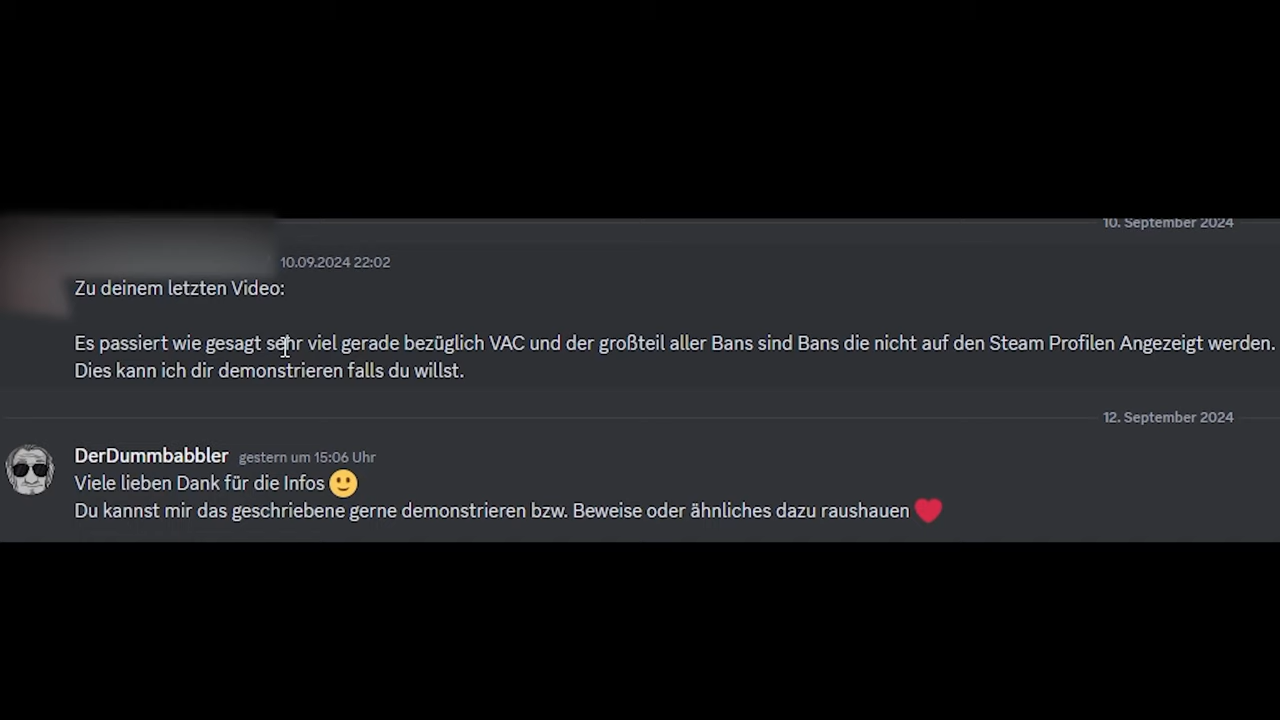 10. September 2024
10.09.2024 22:02
Zu deinem letzten Video:
Es passiert wie gesagt sehr viel gerade bezüglich VAC und der großteil aller Bans sind Bans die nicht auf den Steam Profilen Angezeigt werden.
Dies kann ich dir demonstrieren falls du willst.
12. September 2024
DerDummbabbler gestern um 15:06 Uhr
Viele lieben Dank für die Infos 🙂
Du kannst mir das geschriebene gerne demonstrieren bzw. Beweise oder ähnliches dazu raushauen ❤️